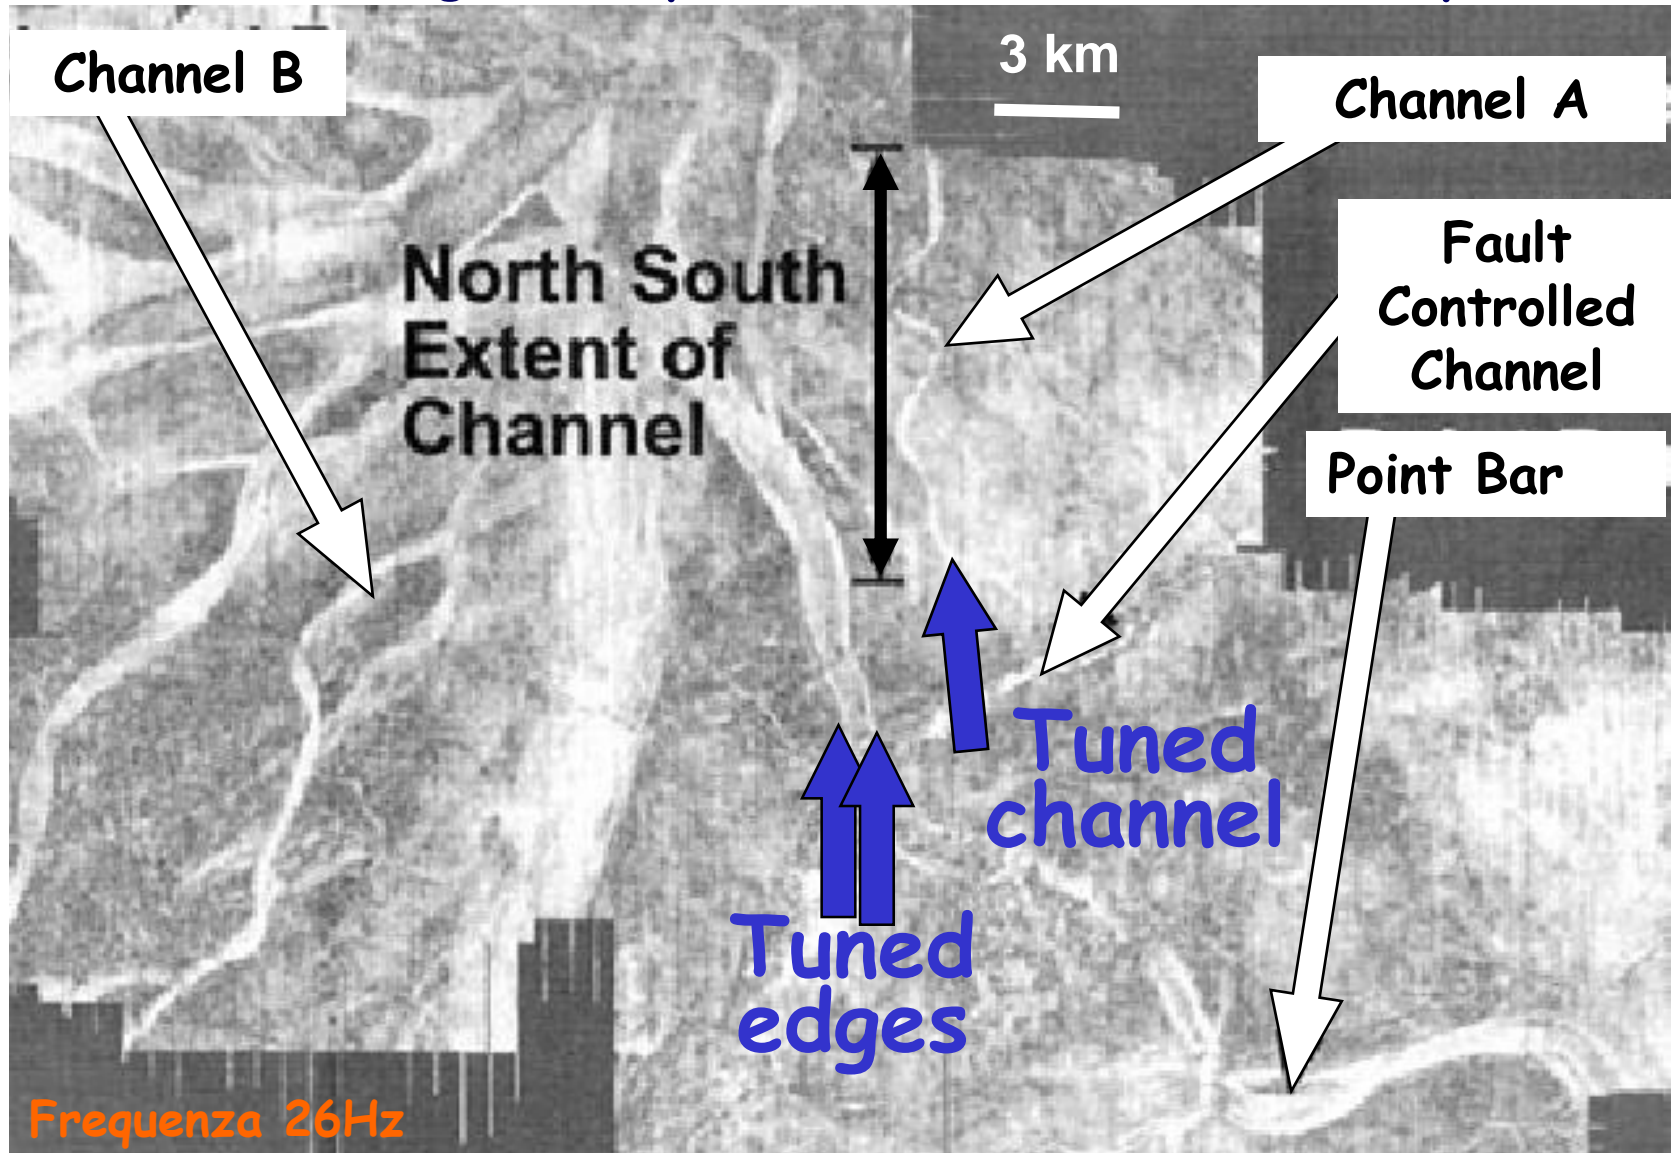 3 km
Channel B
Channel A
Fault
Controlled
Channel
North South
Extent of
Channel
Point Bar
Tuned
channel
Tuned
edges
Frequenza 26Hz